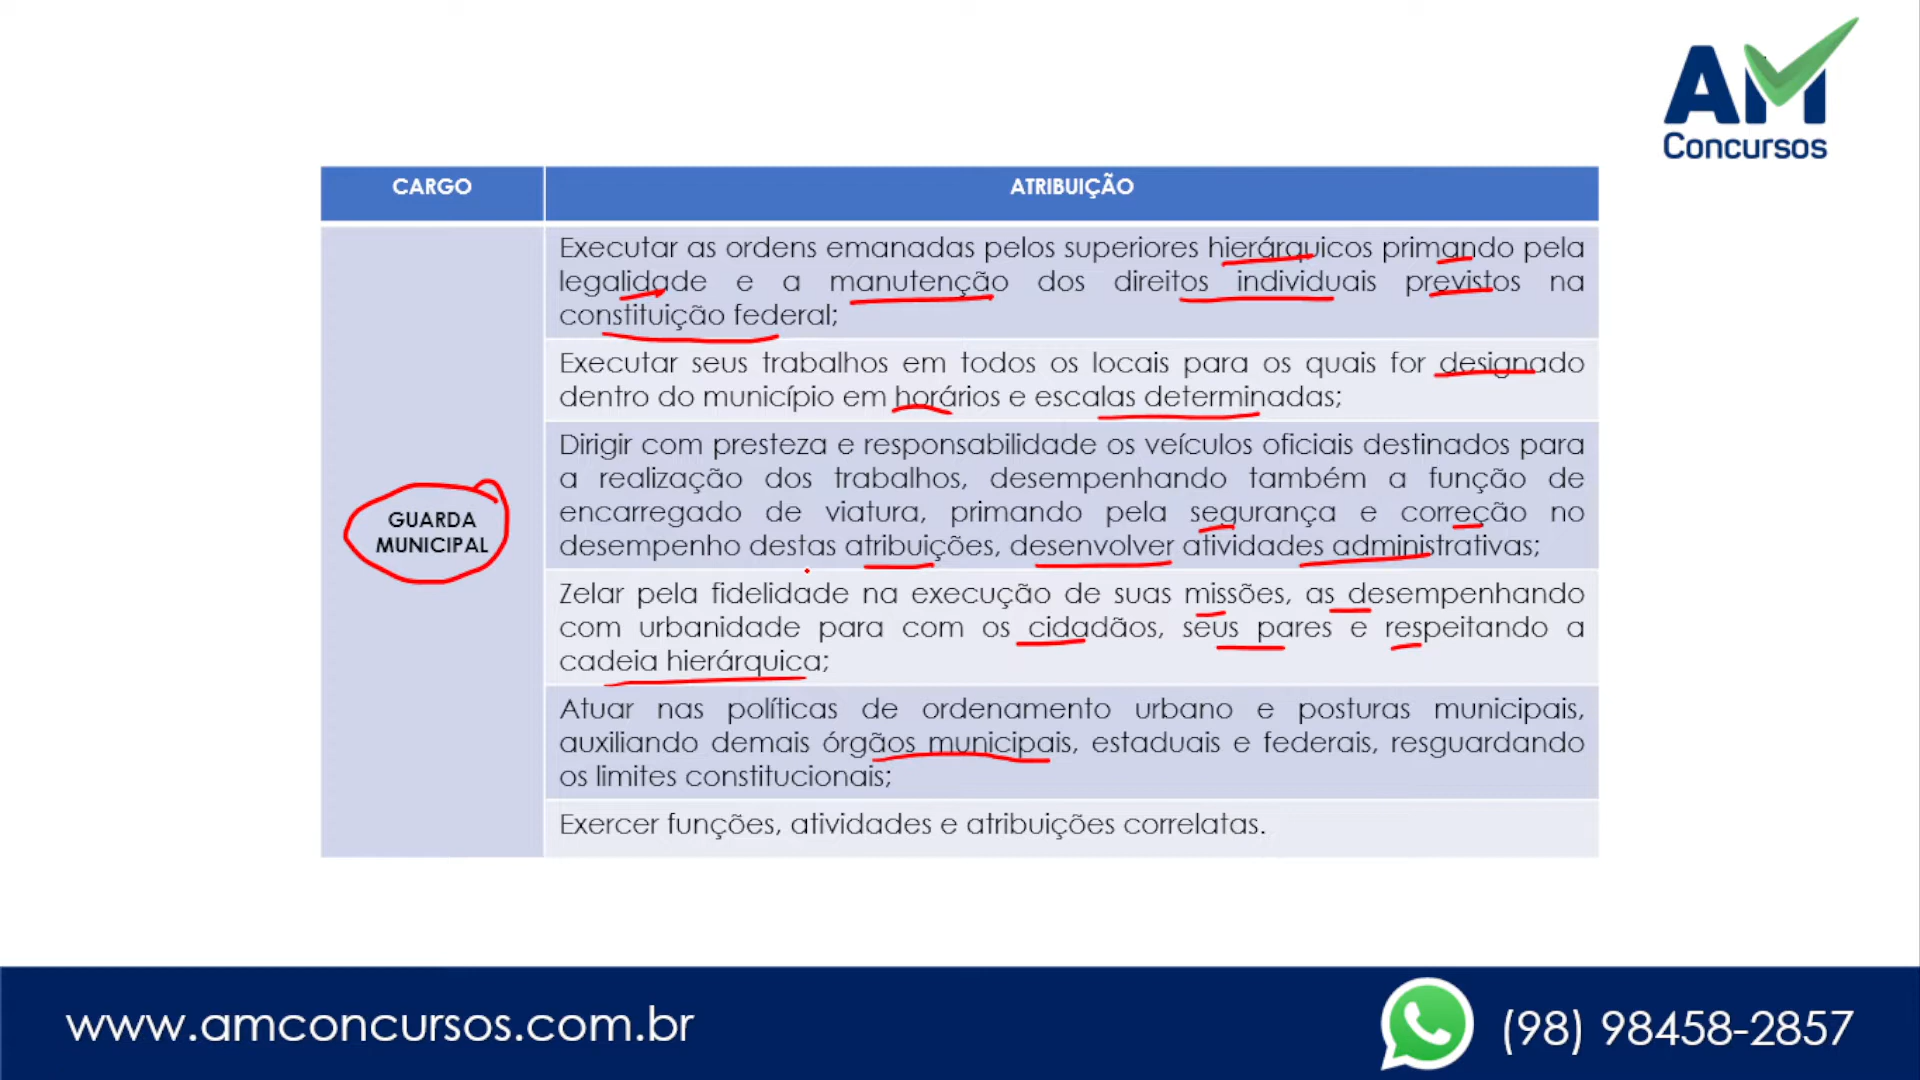 AM
Concursos
CARGO
ATRIBUIÇÃO
GUARDA
MUNICIPAL
Executar as ordens emanadas pelos superiores hierárquicos primando pela
legalidade e a manutenção dos direitos individuais previstos na
constituição federal;
Executar seus trabalhos em todos os locais para os quais for designado
dentro do município em horários e escalas determinadas;
Dirigir com presteza e responsabilidade os veículos oficiais destinados para
a realização dos trabalhos, desempenhando também a função de
encarregado de viatura, primando pela segurança e correção no
desempenho destas atribuições, desenvolver atividades administrativas;
Zelar pela fidelidade na execução de suas missões, as desempenhando
com urbanidade para com os cidadãos, seus pares e respeitando a
cadeia hierárquica;
Atuar nas políticas de ordenamento urbano e posturas municipais,
auxiliando demais órgãos municipais, estaduais e federais, resguardando
os limites constitucionais;
Exercer funções, atividades e atribuições correlatas.
www.amconcursos.com.br
(98) 98458-2857